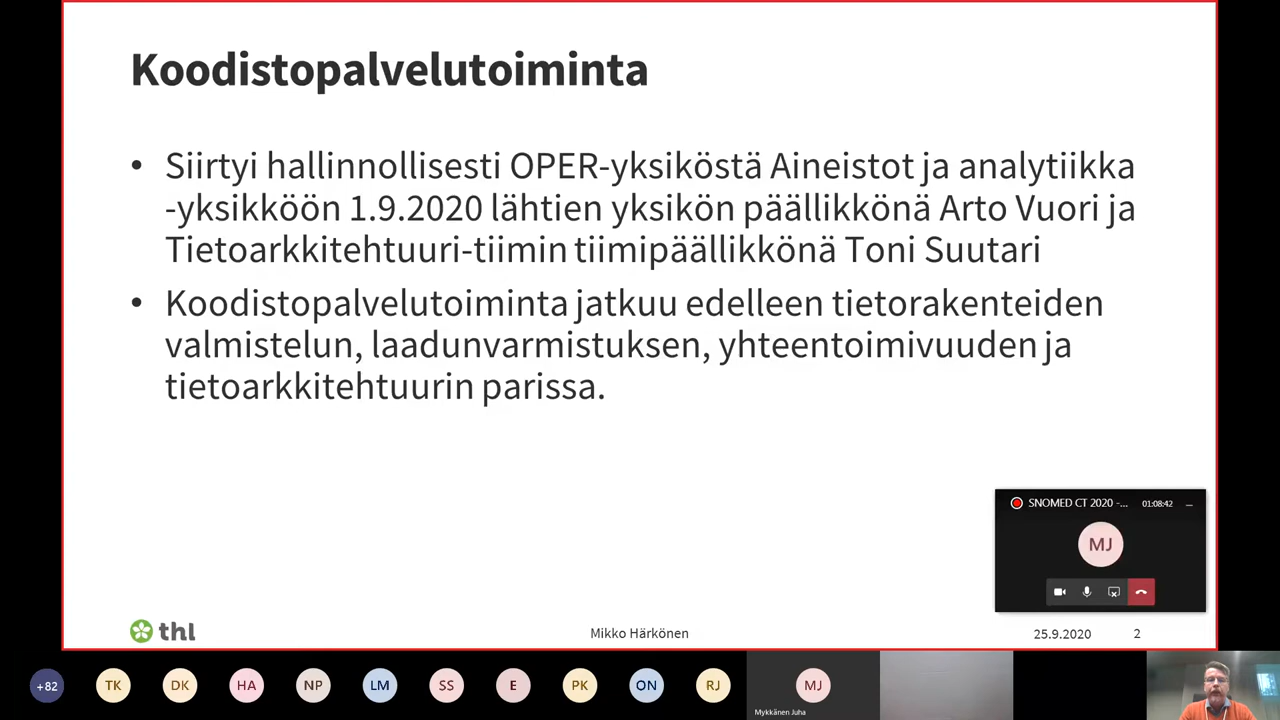 Koodistopalvelutoiminta
• Siirtyi hallinnollisesti OPER-yksiköstä Aineistot ja analytiikka
-yksikköön 1.9.2020 lähtien yksikön päällikkönä Arto Vuori ja
Tietoarkkitehtuuri-tiimin tiimipäällikkönä Toni Suutari
• Koodistopalvelutoiminta jatkuu edelleen tietorakenteiden
valmistelun, laadunvarmistuksen, yhteentoimivuuden ja
tietoarkkitehtuurin parissa.
SNOMED CT 2020 -... 01:08:42
MJ
thl
Mikko Härkönen
25.9.2020
2
+82
TK
DK
HA
NP
LM
SS
E
PK
ON
RJ
MJ
Mykkänen Juha